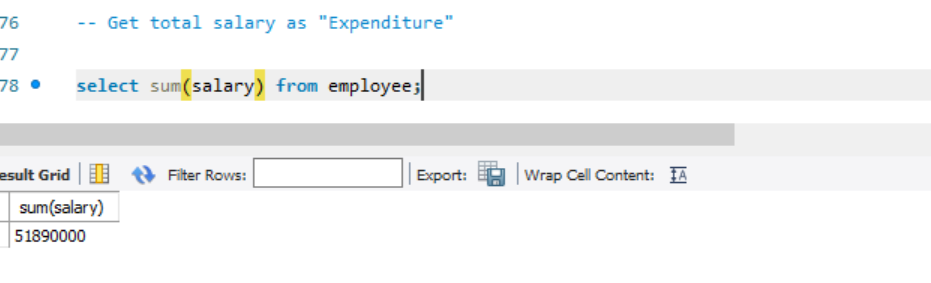 76 -- Get total salary as "Expenditure"
77
78 select sum(salary) from employee;
esult Grid Filter Rows: Export: Wrap Cell Content: IA
sum(salary)
51890000